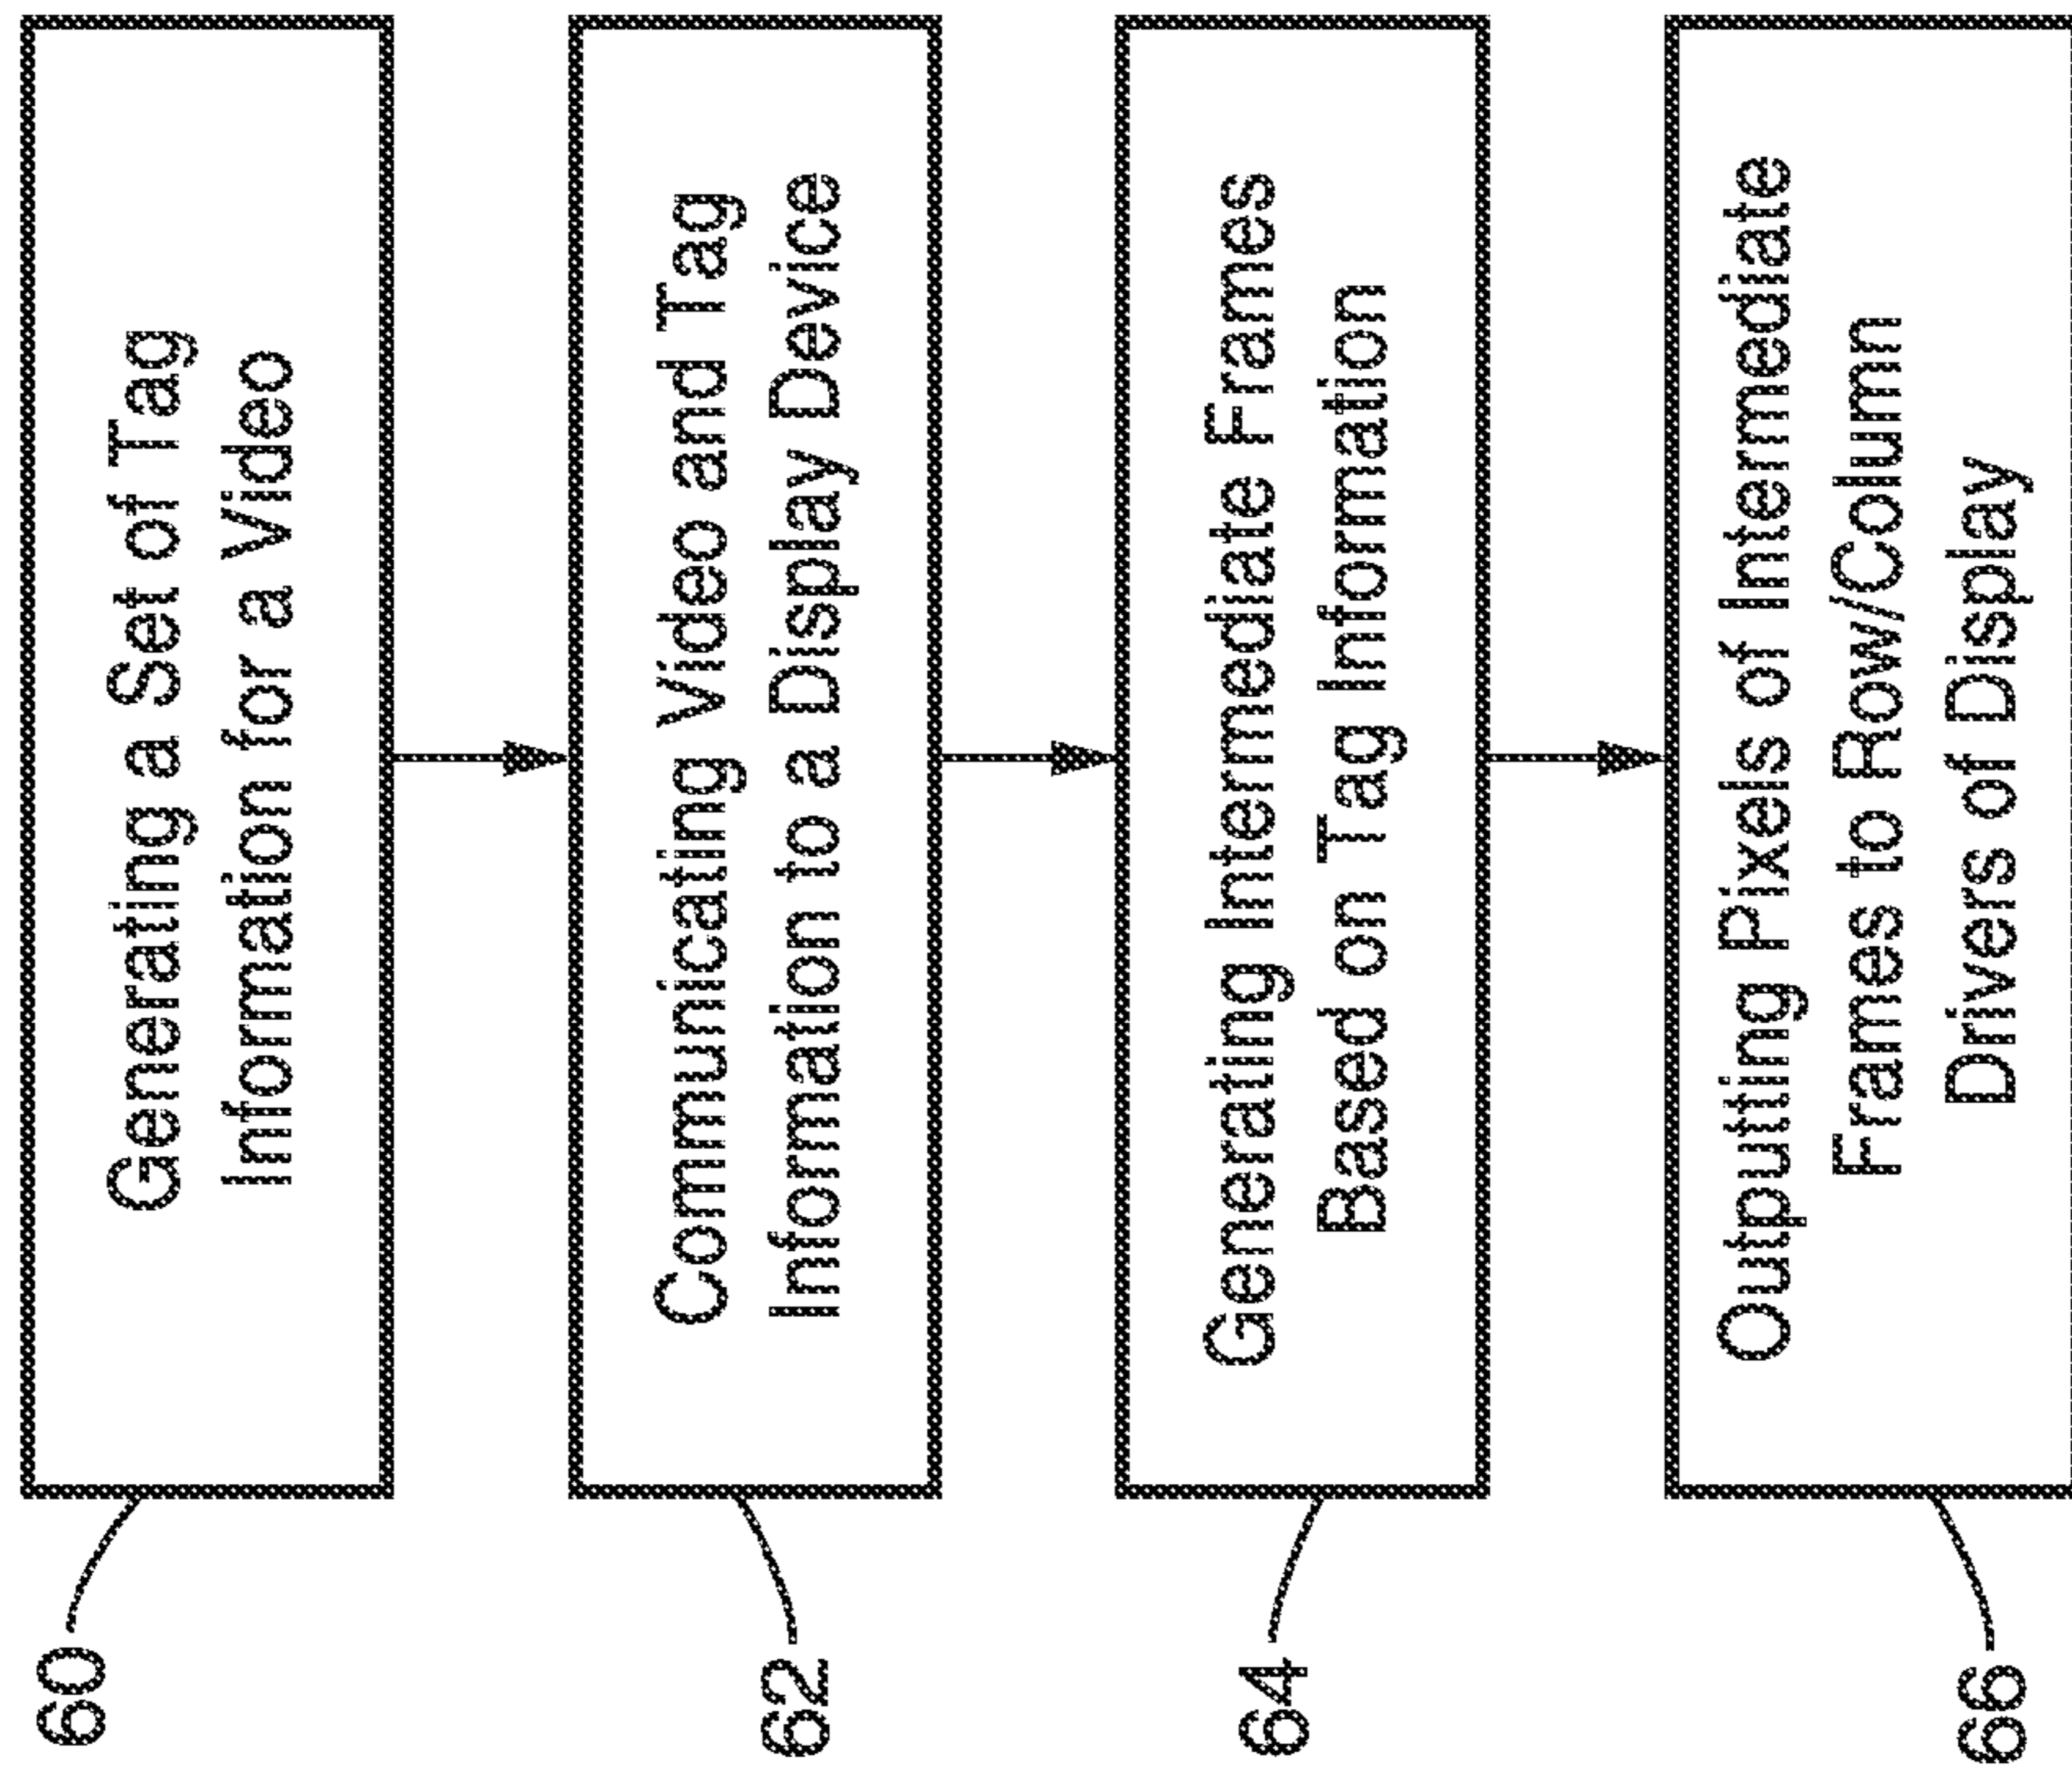 60
Generating a Set of Tag
Information for a Video
62
Communicating Video and Tag
Information to a Display Device
64
Generating Intermediate Frames
Based on Tag Information
66
Outputting Pixels of Intermediate
Frames to Row/Column
Drivers of Display